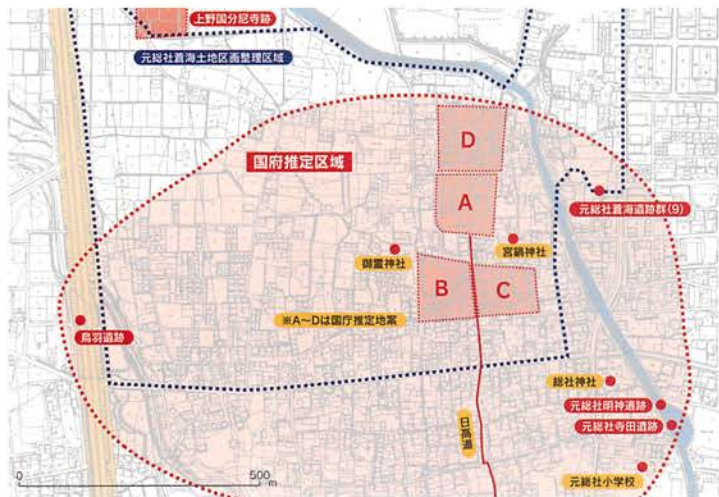 上野国分尼寺跡
元総社蒼海土地区画整理区域
国府推定区域
D
A
元総社蒼海遺跡群(9)
宮鍋神社
御霊神社
B
C
※A～Dは国庁推定地案
鳥羽遺跡
総社神社
元総社明神遺跡
元総社寺田遺跡
日高道
元総社小学校
0
500
m